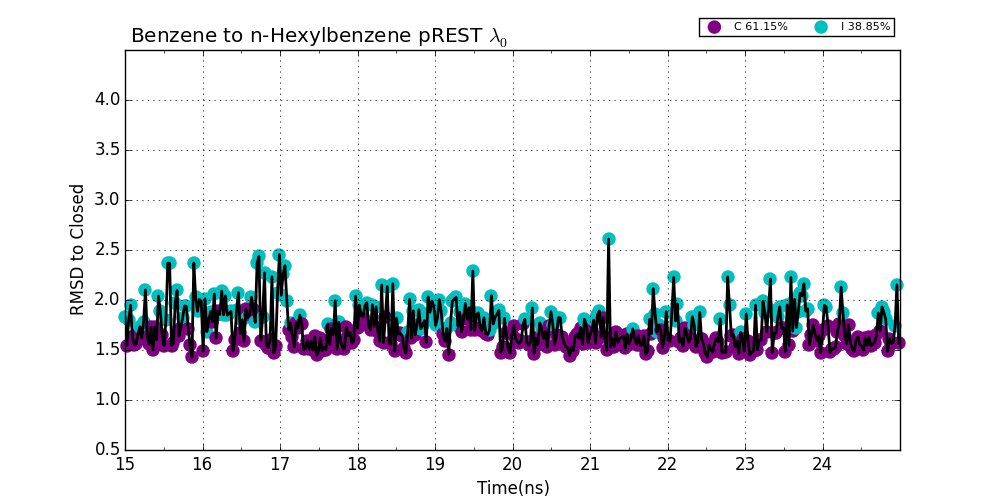 Benzene to n-Hexylbenzene pREST λ₀
C 61.15% I 38.85%
RMSD to Closed
4.0
3.5
3.0
2.5
2.0
1.5
1.0
0.5
15 16 17 18 19 20 21 22 23 24
Time(ns)